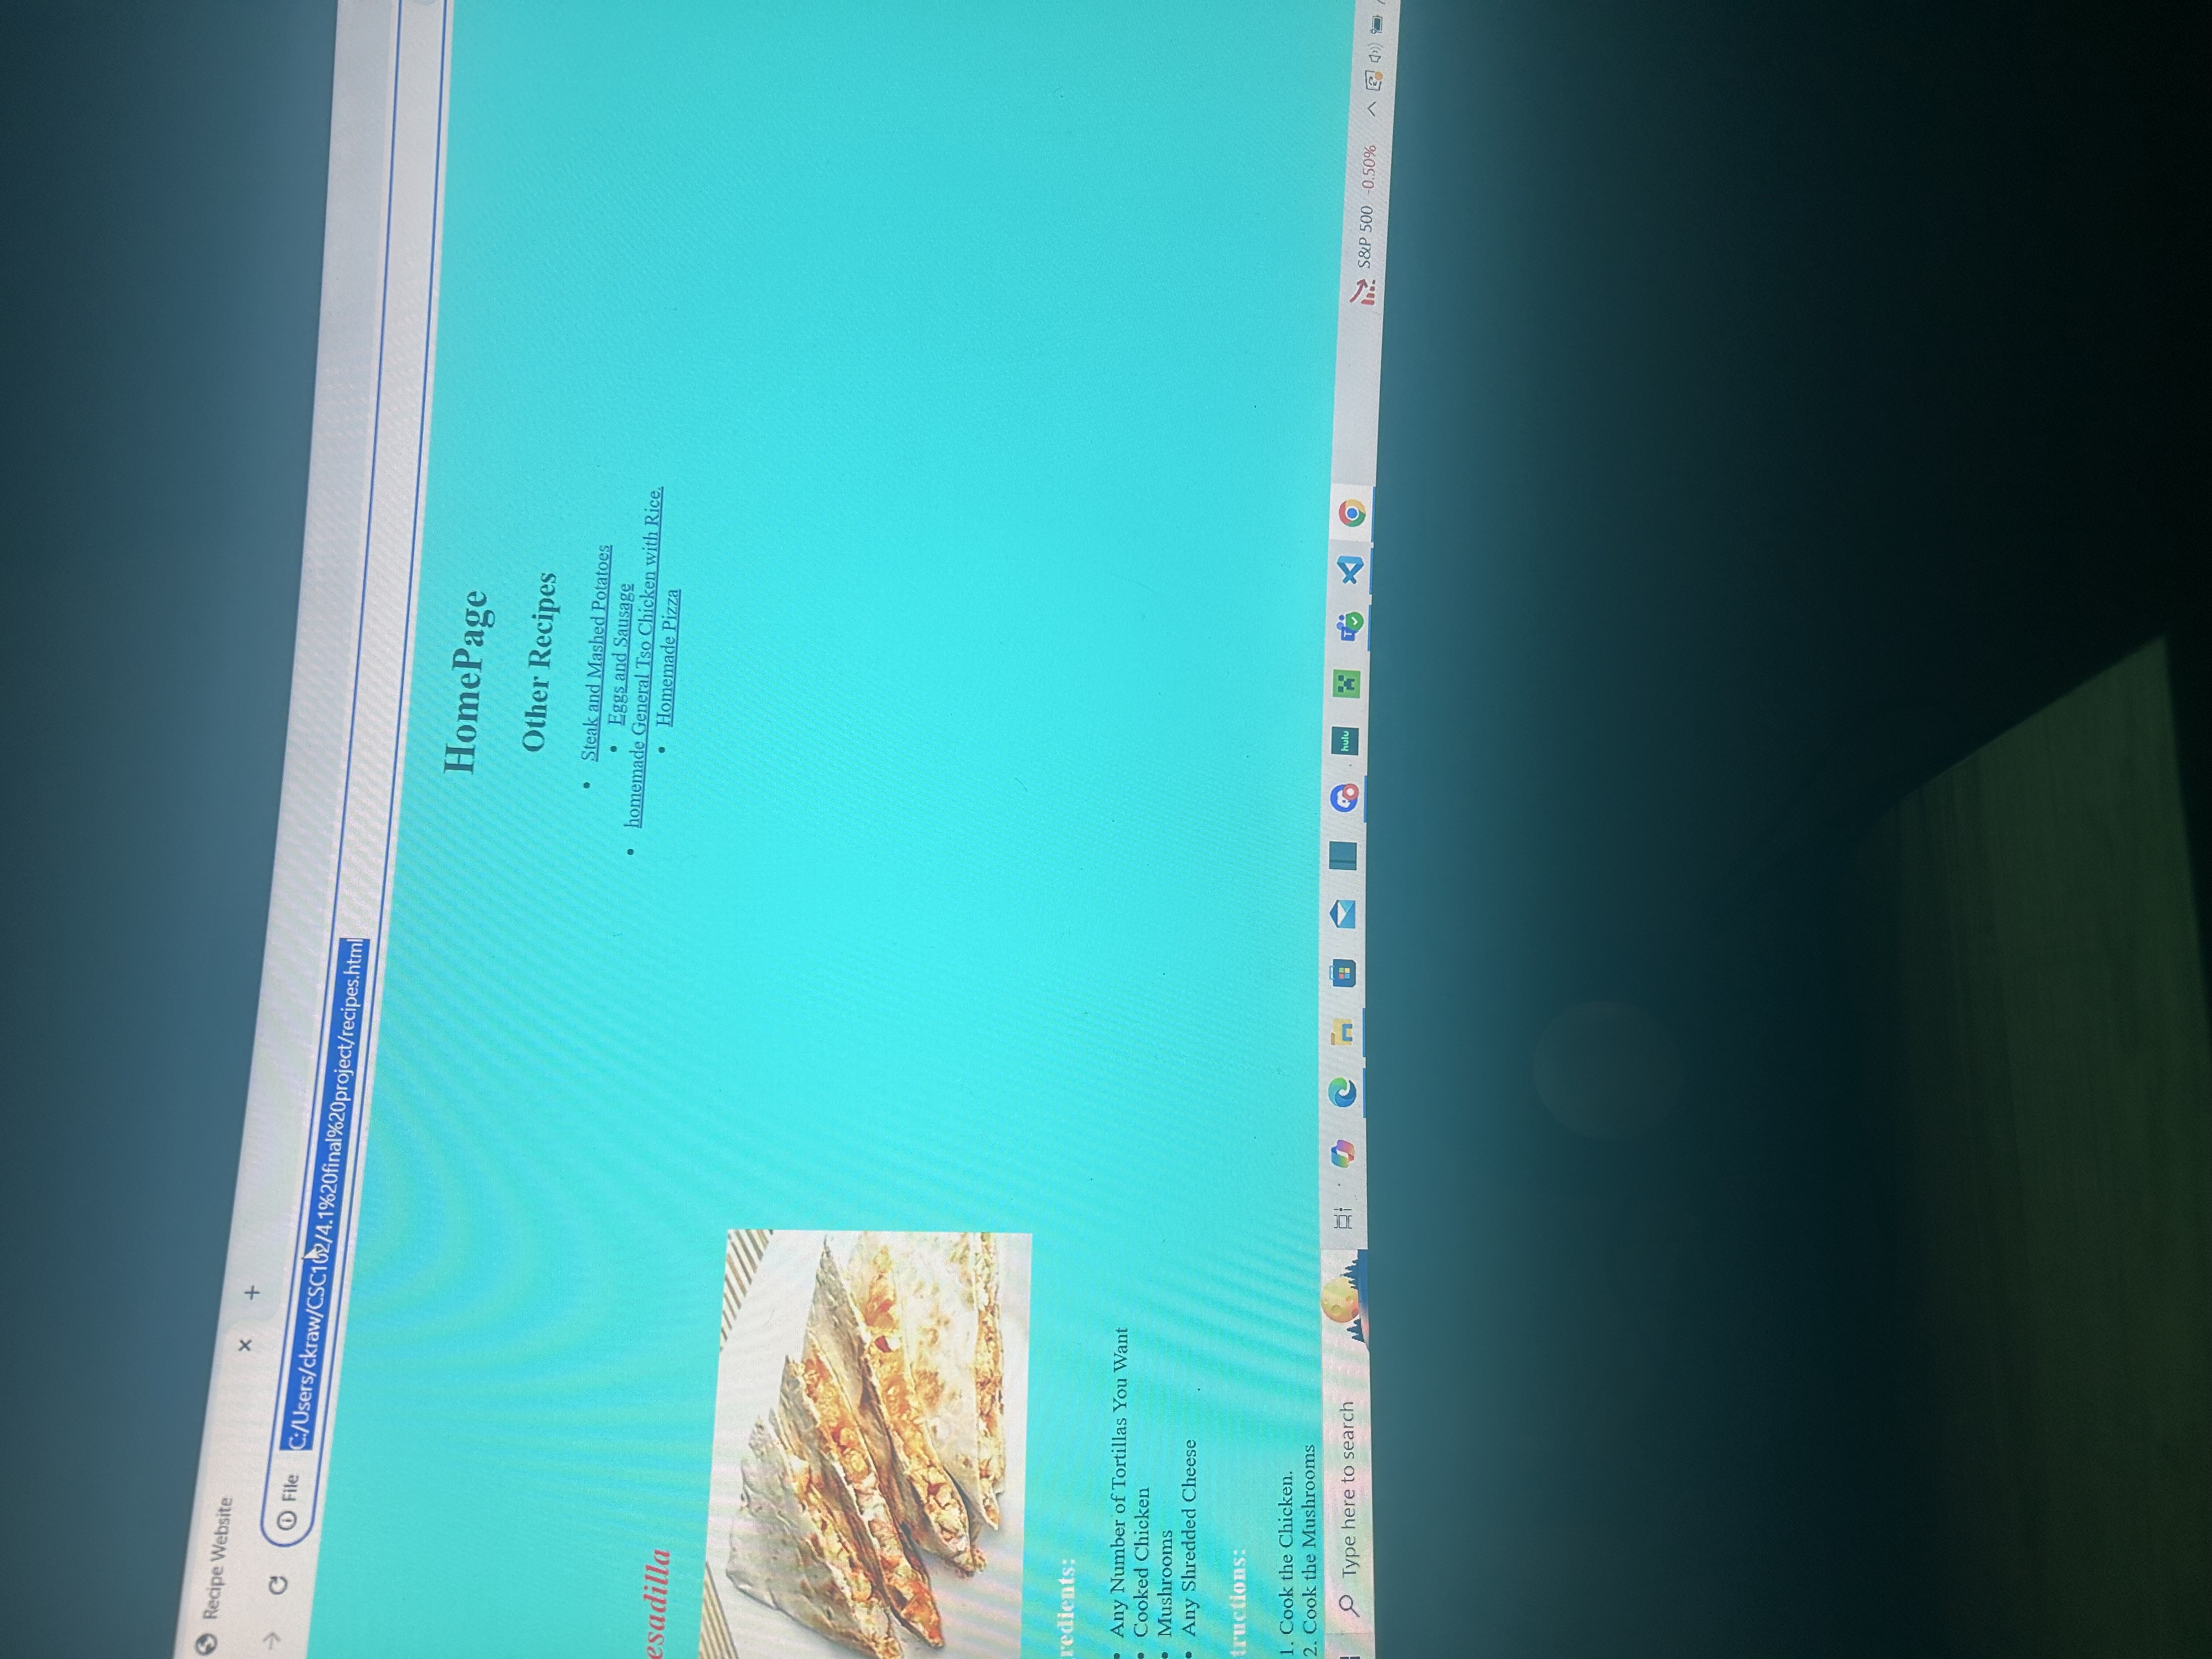 Recipe Website
File C:/Users/ckraw/CSC102/4.1%20final%20project/recipes.html
HomePage
Other Recipes
• Steak and Mashed Potatoes
• Eggs and Sausage
• homemade General Tso Chicken with Rice.
• Homemade Pizza
esadilla
redients:
• Any Number of Tortillas You Want
• Cooked Chicken
• Mushrooms
• Any Shredded Cheese
tructions:
1. Cook the Chicken.
2. Cook the Mushrooms
Type here to search
hulu
S&P 500 -0.50%